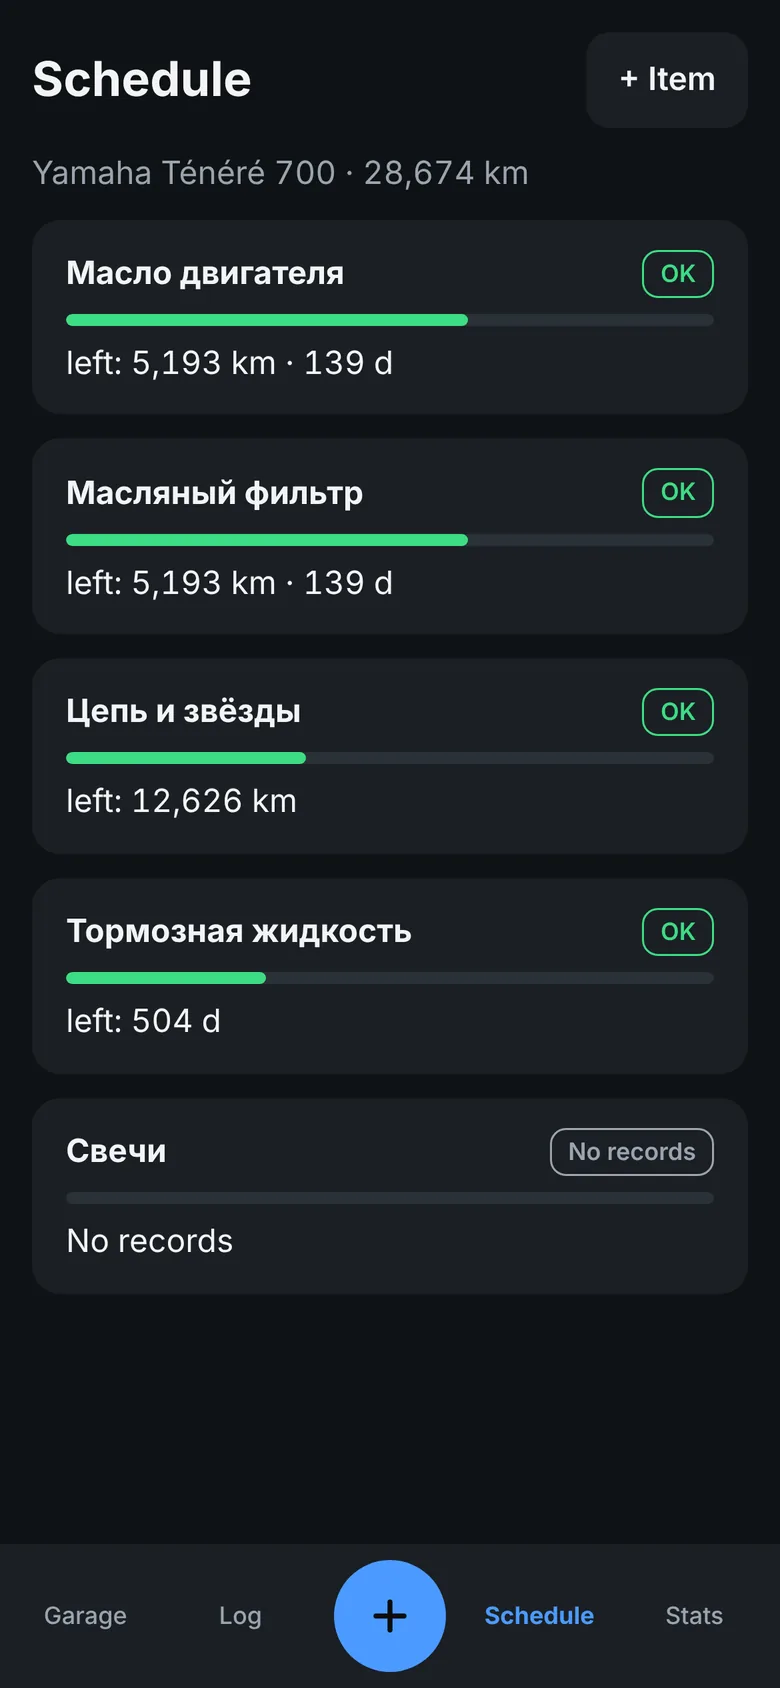 Schedule
+ Item
Yamaha Ténéré 700 · 28,674 km
Масло двигателя
OK
left: 5,193 km · 139 d
Масляный фильтр
OK
left: 5,193 km · 139 d
Цепь и звёзды
OK
left: 12,626 km
Тормозная жидкость
OK
left: 504 d
Свечи
No records
No records
Garage
Log
+
Schedule
Stats